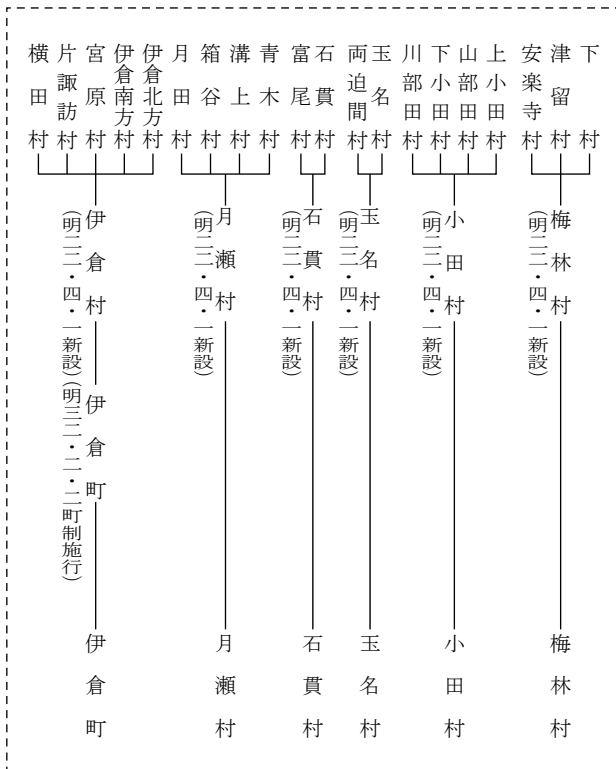 下村
津留村
安楽寺村
上小田村
山部田村
下小田村
川部田村
玉名村
両迫間村
石貫村
富尾村
青木村
溝上村
箱谷村
月田村
伊倉北方村
伊倉南方村
宮原村
片諏訪村
横田村
梅林村
(明二二・四・一新設)
小田村
(明二二・四・一新設)
玉名村
(明二二・四・一新設)
石貫村
(明二二・四・一新設)
月瀬村
(明二二・四・一新設)
伊倉村
(明二二・四・一新設)
伊倉町
(明三二・二・二町制施行)
梅林村
小田村
玉名村
石貫村
月瀬村
伊倉町